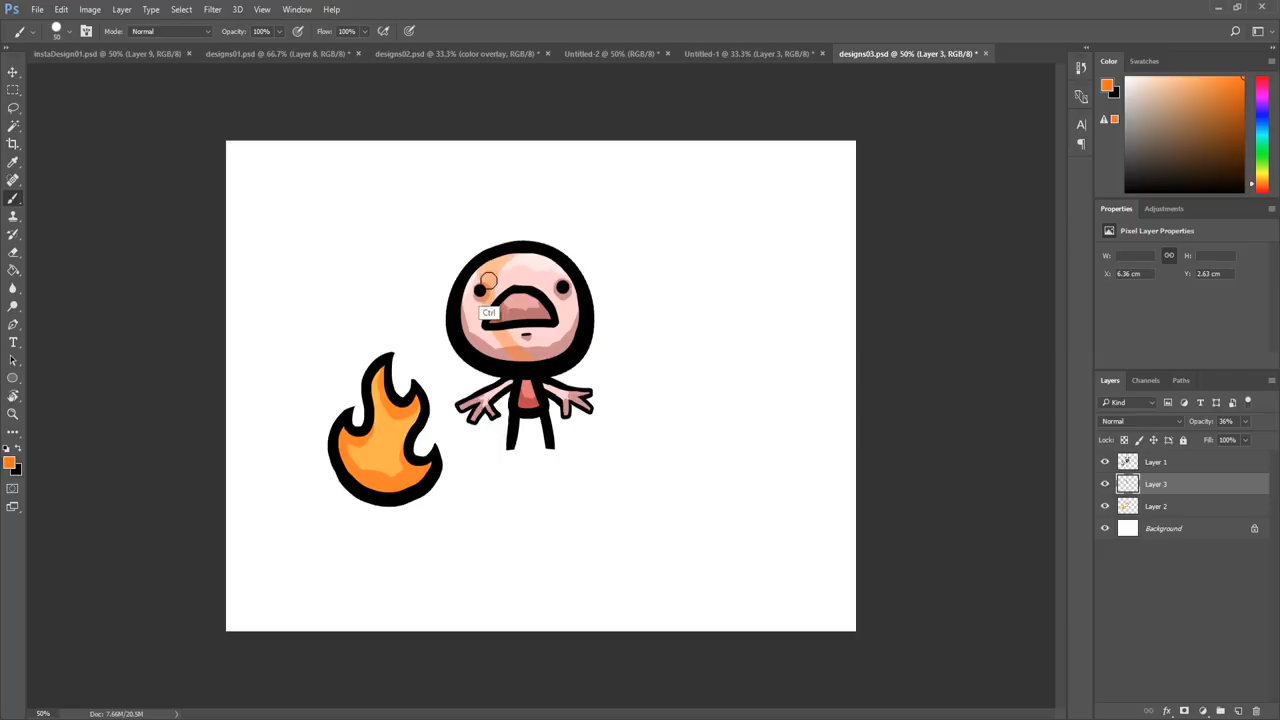 Ps File Edit Image Layer Type Select Filter 3D View Window Help
Mode: Normal Opacity: 100% Flow: 100%
instaDesign01.psd @ 50% (Layer 9, RGB/8) × designs01.psd @ 66.7% (Layer 8, RGB/8) * × designs02.psd @ 33.3% (color overlay, RGB/8) * × Untitled-2 @ 50% (RGB/8) * × Untitled-1 @ 33.3% (Layer 3, RGB/8) * × designs03.psd @ 50% (Layer 3, RGB/8) * ×
50
Color Swatches
Properties Adjustments
Pixel Layer Properties
W: H:
X: 6.36 cm Y: 2.63 cm
Ctrl
Layers Channels Paths
Kind
Normal Opacity: 36%
Lock: Fill: 100%
Layer 1
Layer 3
Layer 2
Background
50% Doc: 7.66M/20.5M
fx